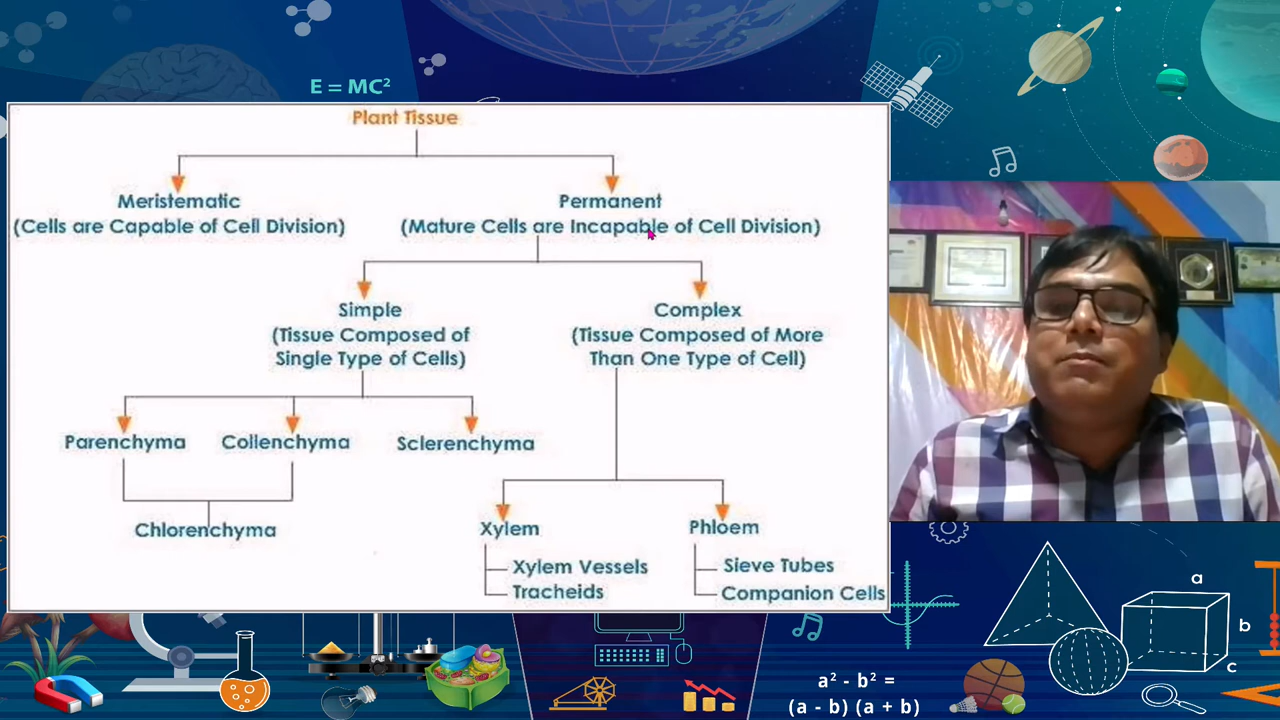 E = MC²
Plant Tissue
Meristematic
(Cells are Capable of Cell Division)
Permanent
(Mature Cells are Incapable of Cell Division)
Simple
(Tissue Composed of
Single Type of Cells)
Complex
(Tissue Composed of More
Than One Type of Cell)
Parenchyma
Collenchyma
Sclerenchyma
Chlorenchyma
Xylem
Xylem Vessels
Tracheids
Phloem
Sieve Tubes
Companion Cells
a
b
c
a² - b² =
(a - b) (a + b)